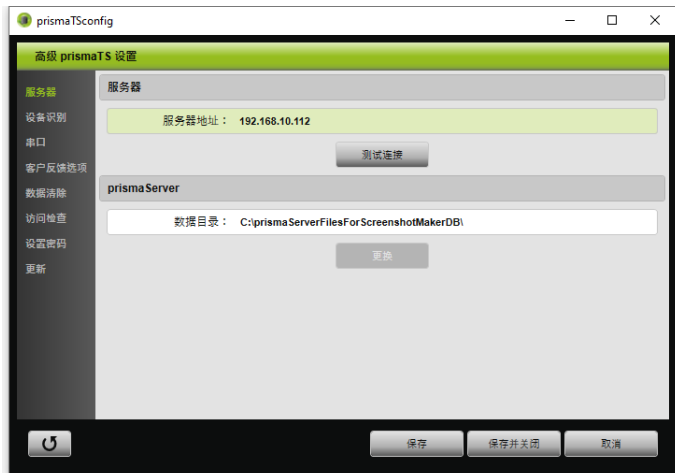 prismaTSconfig
高级 prismaTS 设置
服务器
设备识别
串口
客户反馈选项
数据清除
访问检查
设置密码
更新
服务器
服务器地址： 192.168.10.112
测试连接
prismaServer
数据目录： C:\prismaServerFilesForScreenshotMakerDB\
更换
保存
保存并关闭
取消